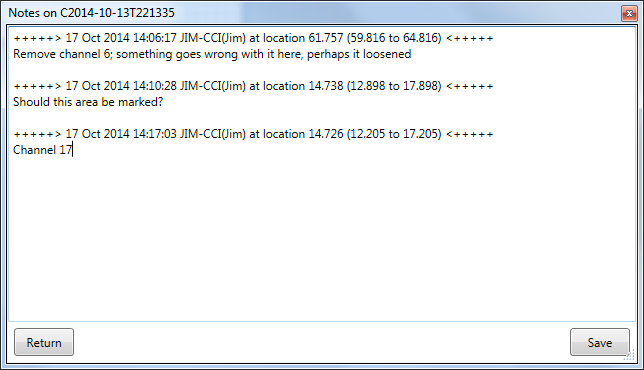 Notes on C2014-10-13T221335
+++++> 17 Oct 2014 14:06:17 JIM-CCI(Jim) at location 61.757 (59.816 to 64.816) <+++++
Remove channel 6; something goes wrong with it here, perhaps it loosened
+++++> 17 Oct 2014 14:10:28 JIM-CCI(Jim) at location 14.738 (12.898 to 17.898) <+++++
Should this area be marked?
+++++> 17 Oct 2014 14:17:03 JIM-CCI(Jim) at location 14.726 (12.205 to 17.205) <+++++
Channel 17
Return
Save